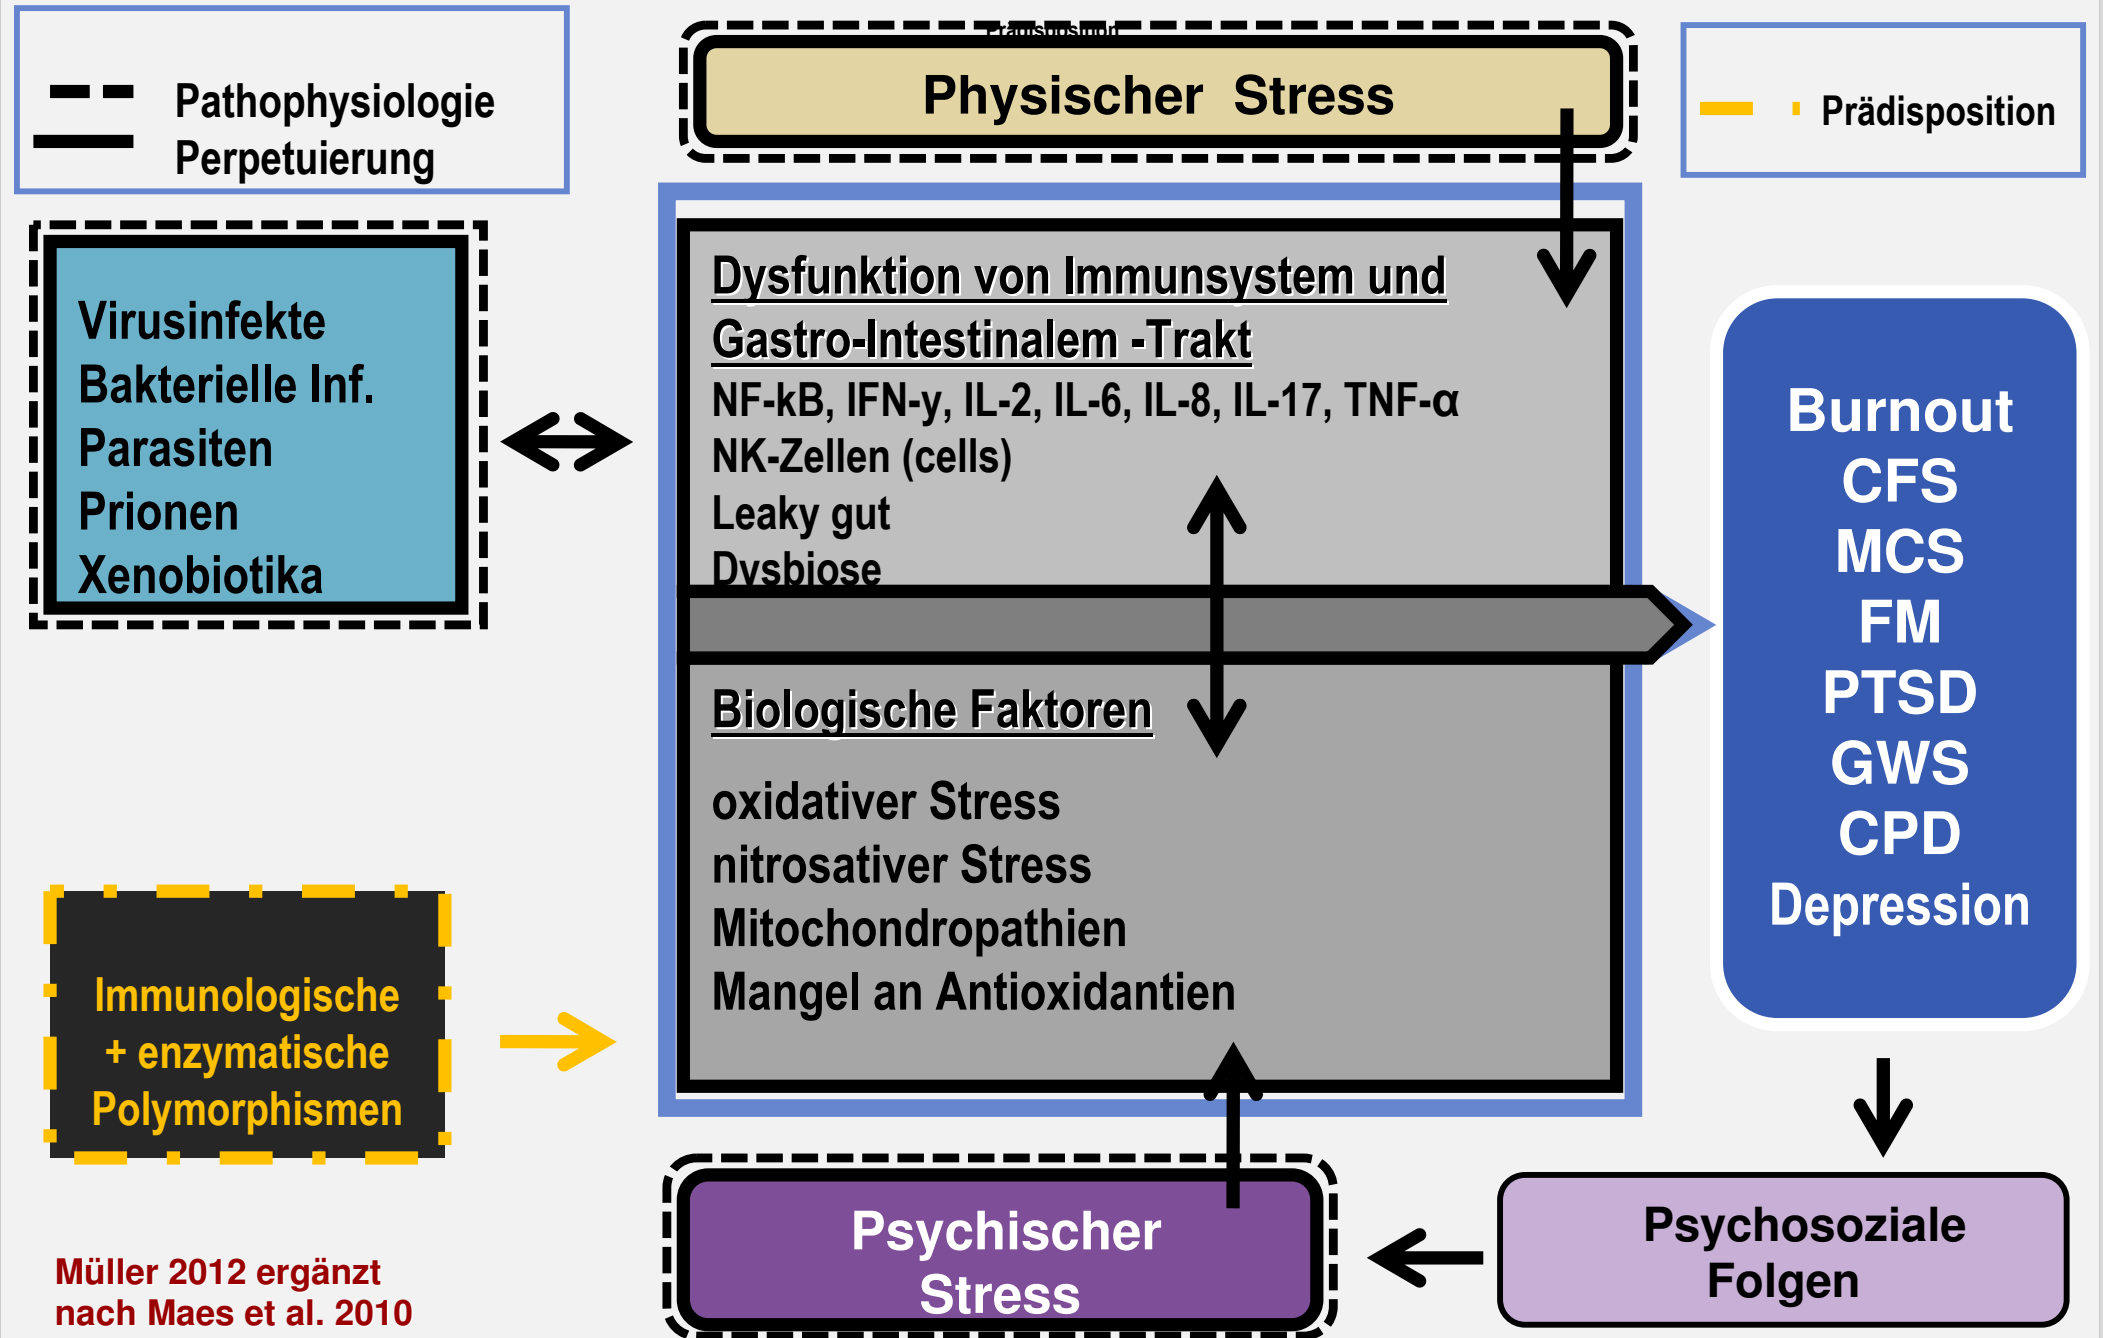 Pathophysiologie
Perpetuierung
Prädisposition
Physischer Stress
Prädisposition
Virusinfekte
Bakterielle Inf.
Parasiten
Prionen
Xenobiotika
Dysfunktion von Immunsystem und
Gastro-Intestinalem -Trakt
NF-kB, IFN-y, IL-2, IL-6, IL-8, IL-17, TNF-α
NK-Zellen (cells)
Leaky gut
Dysbiose
Biologische Faktoren
oxidativer Stress
nitrosativer Stress
Mitochondropathien
Mangel an Antioxidantien
Burnout
CFS
MCS
FM
PTSD
GWS
CPD
Depression
Immunologische
+ enzymatische
Polymorphismen
Psychischer
Stress
Psychosoziale
Folgen
Müller 2012 ergänzt
nach Maes et al. 2010